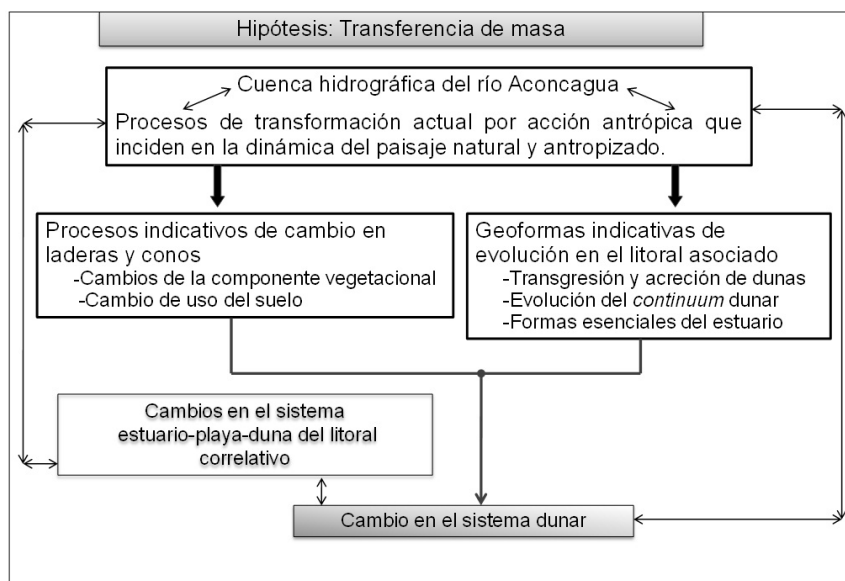 Hipótesis: Transferencia de masa
Cuenca hidrográfica del río Aconcagua
Procesos de transformación actual por acción antrópica que
inciden en la dinámica del paisaje natural y antropizado.
Procesos indicativos de cambio en
laderas y conos
-Cambios de la componente vegetacional
-Cambio de uso del suelo
Geoformas indicativas de
evolución en el litoral asociado
-Transgresión y acreción de dunas
-Evolución del continuum dunar
-Formas esenciales del estuario
Cambios en el sistema
estuario-playa-duna del litoral
correlativo
Cambio en el sistema dunar